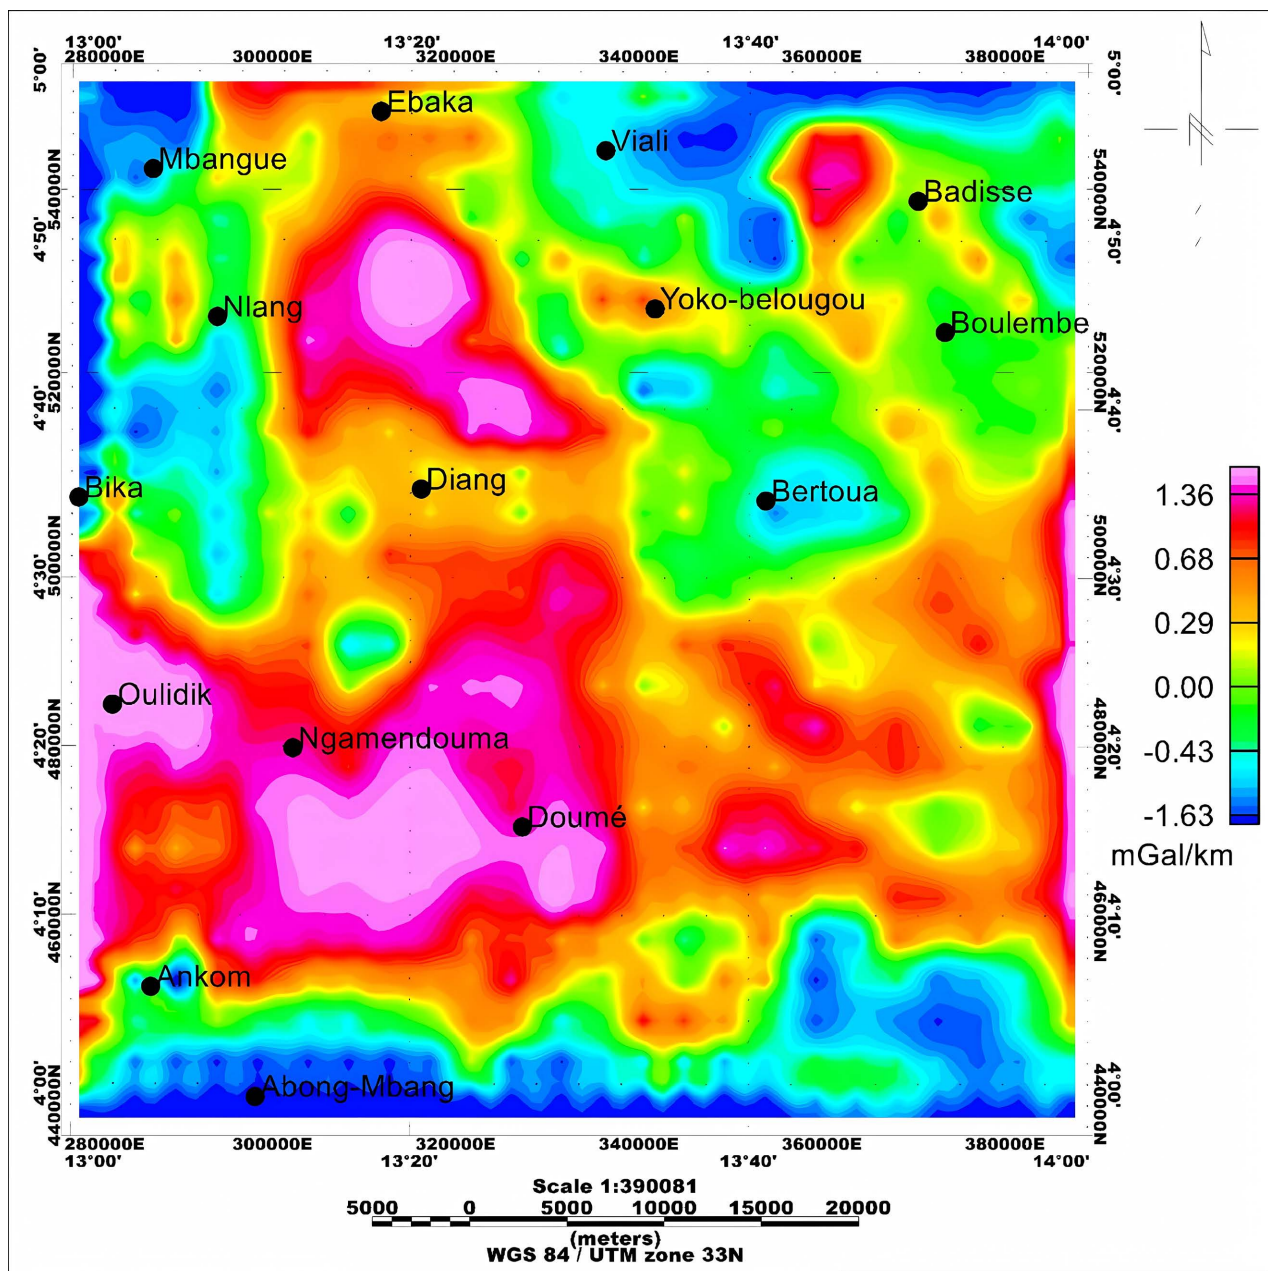 13°00' 13°20' 13°40' 14°00'
280000E 300000E 320000E 340000E 360000E 380000E
5°00'
540000N
4°50'
520000N
4°40'
500000N
4°30'
480000N
4°20'
460000N
4°10'
440000N
4°00'
5°00'
540000N
4°50'
520000N
4°40'
500000N
4°30'
480000N
4°20'
460000N
4°10'
440000N
4°00'
Ebaka
Viali
Mbangue
Badisse
Nlang
Yoko-belougou
Boulembe
Diang
Bika
Bertoua
Oulidik
Ngamendouma
Doumé
Ankom
Abong-Mbang
1.36
0.68
0.29
0.00
-0.43
-1.63
mGal/km
280000E 300000E 320000E 340000E 360000E 380000E
13°00' 13°20' 13°40' 14°00'
Scale 1:390081
5000 0 5000 10000 15000 20000
(meters)
WGS 84 / UTM zone 33N